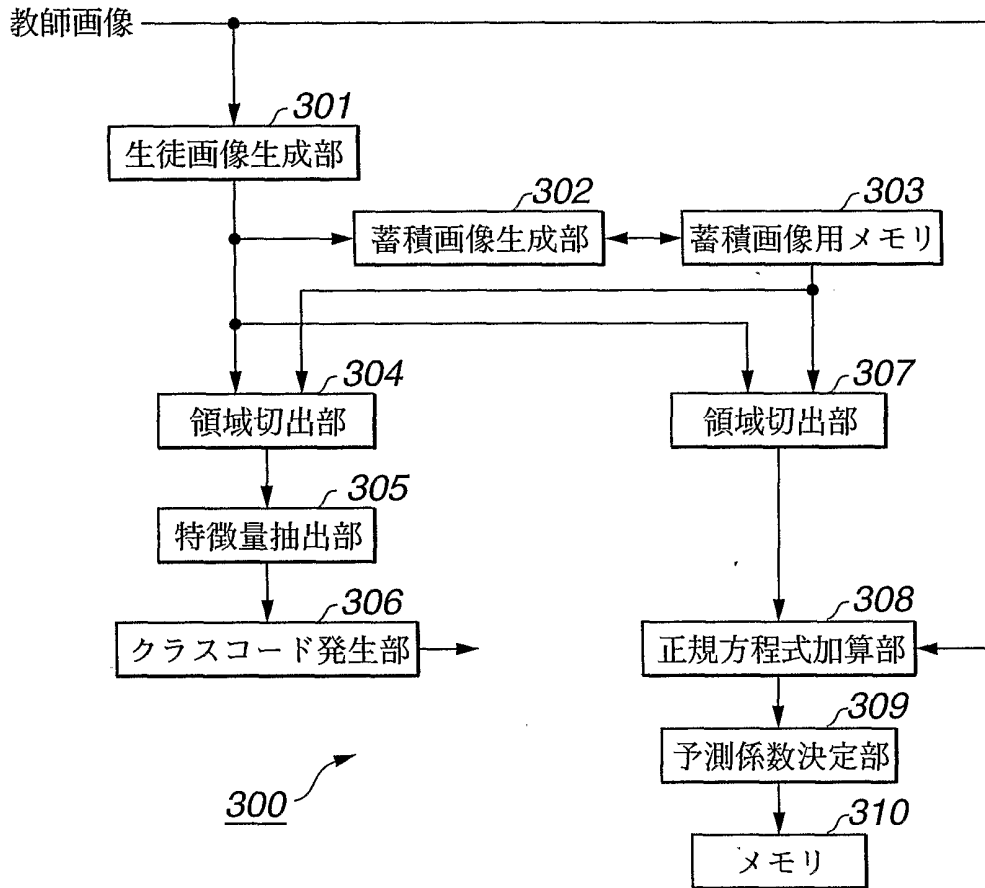 教師画像
301
生徒画像生成部
302
蓄積画像生成部
303
蓄積画像用メモリ
304
領域切出部
307
領域切出部
305
特徴量抽出部
306
クラスコード発生部
308
正規方程式加算部
309
予測係数決定部
300
310
メモリ